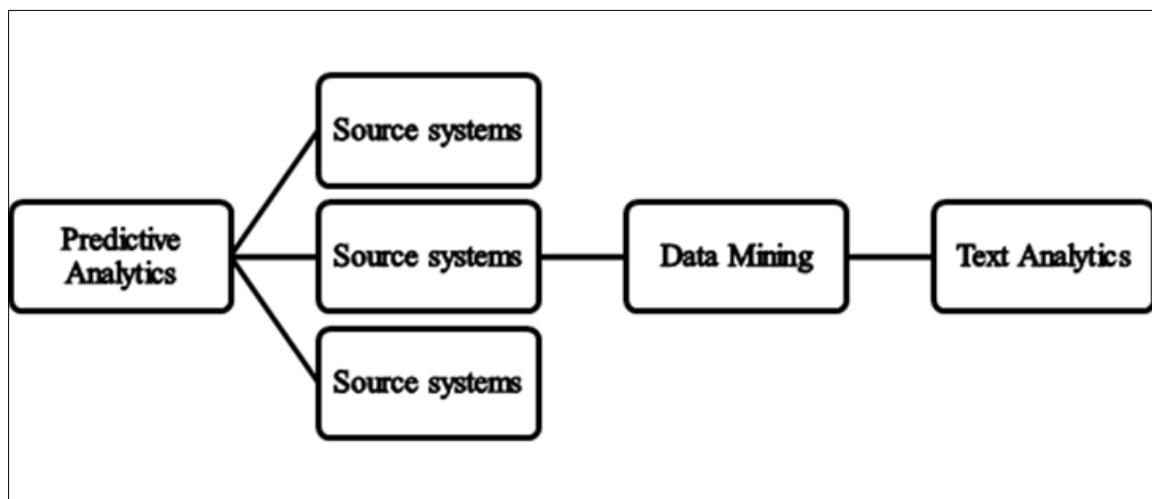 Source systems
Predictive
Analytics
Source systems
Data Mining
Text Analytics
Source systems